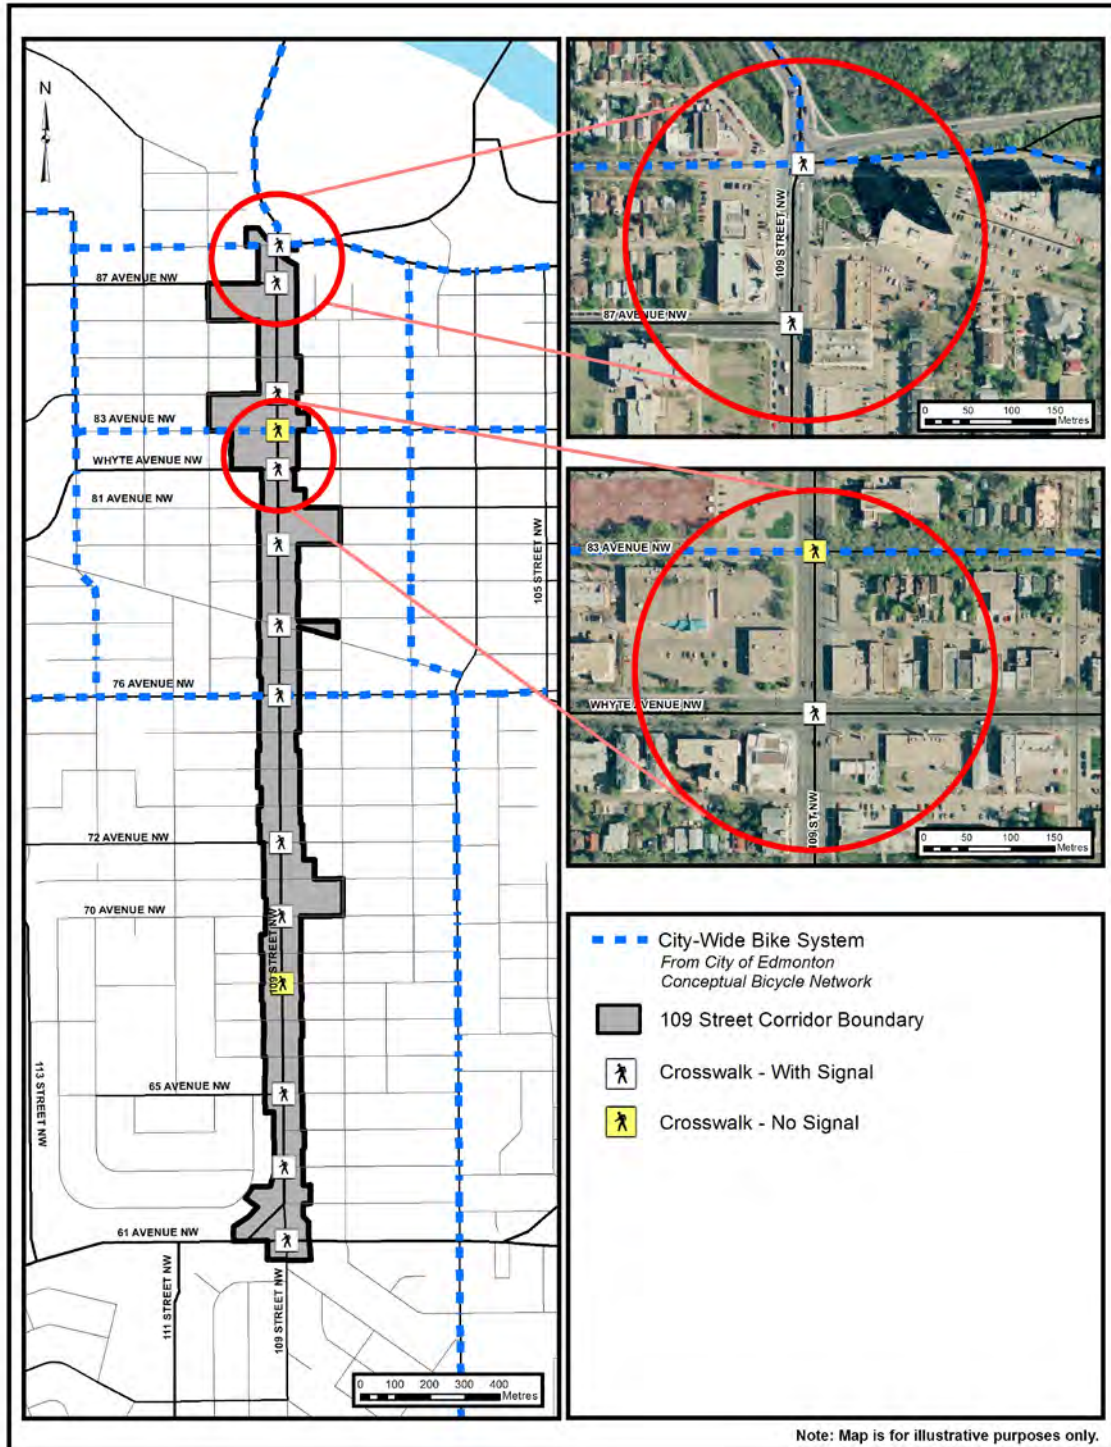 N
87 AVENUE NW
83 AVENUE NW
WHYTE AVENUE NW
81 AVENUE NW
105 STREET NW
76 AVENUE NW
72 AVENUE NW
70 AVENUE NW
109 STREET NW
65 AVENUE NW
113 STREET NW
61 AVENUE NW
111 STREET NW
109 STREET NW
0 100 200 300 400
Metres
109 STREET NW
87 AVENUE NW
0 50 100 150
Metres
83 AVENUE NW
WHYTE AVENUE NW
109 ST. NW
0 50 100 150
Metres
City-Wide Bike System
From City of Edmonton
Conceptual Bicycle Network
109 Street Corridor Boundary
Crosswalk - With Signal
Crosswalk - No Signal
Note: Map is for illustrative purposes only.